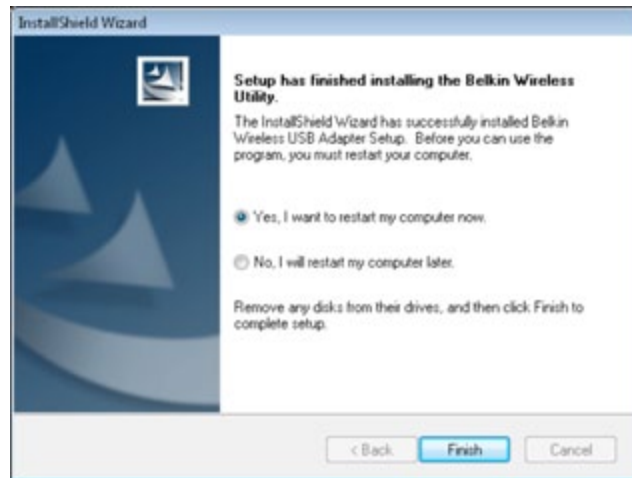 InstallShield Wizard
Setup has finished installing the Belkin Wireless
Utility.
The InstallShield Wizard has successfully installed Belkin
Wireless USB Adapter Setup. Before you can use the
program, you must restart your computer.
Yes, I want to restart my computer now.
No, I will restart my computer later.
Remove any disks from their drives, and then click Finish to
complete setup.
< Back Finish Cancel